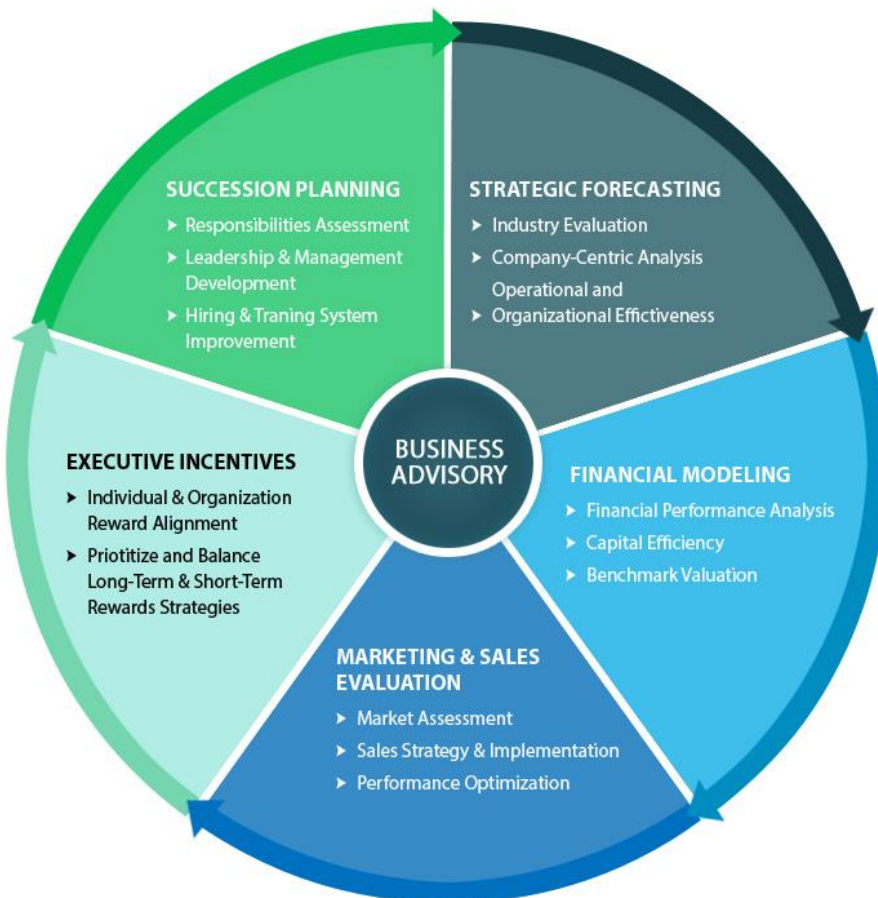 SUCCESSION PLANNING
Responsibilities Assessment
Leadership & Management
Development
Hiring & Traning System
Improvement
STRATEGIC FORECASTING
Industry Evaluation
Company-Centric Analysis
Operational and
Organizational Effictiveness
BUSINESS
ADVISORY
EXECUTIVE INCENTIVES
Individual & Organization
Reward Alignment
Priotitize and Balance
Long-Term & Short-Term
Rewards Strategies
FINANCIAL MODELING
Financial Performance Analysis
Capital Efficiency
Benchmark Valuation
MARKETING & SALES
EVALUATION
Market Assessment
Sales Strategy & Implementation
Performance Optimization